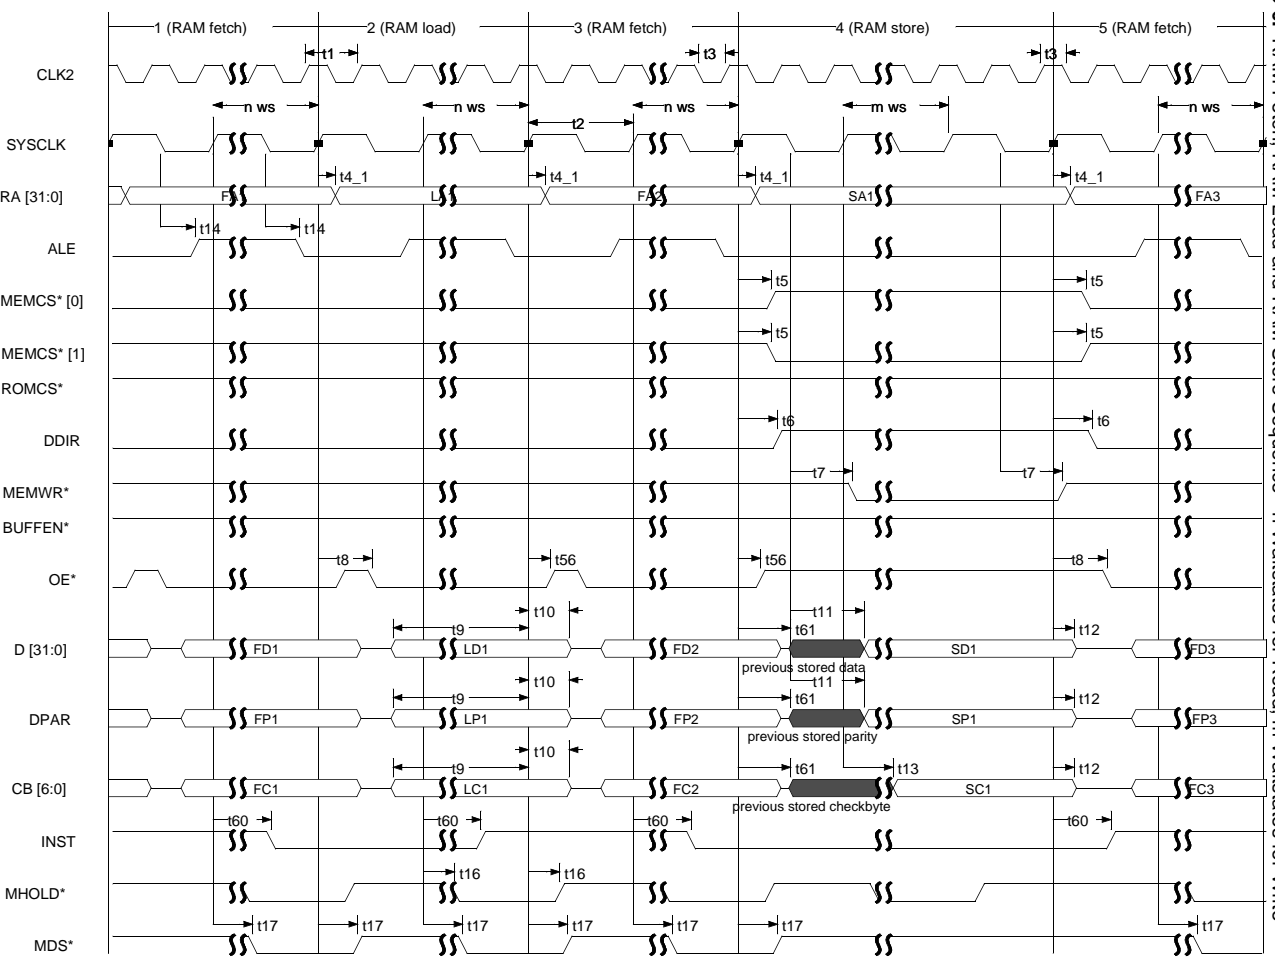 1 (RAM fetch) 2 (RAM load) 3 (RAM fetch) 4 (RAM store) 5 (RAM fetch)
t1 t3 t3
CLK2
n ws n ws n ws m ws n ws
t2
SYSCLK
t4_1 t4_1 t4_1 t4_1
RA [31:0] SA1 FA3
t14 t14
ALE
t5 t5
MEMCS* [0]
t5 t5
MEMCS* [1]
ROMCS*
t6 t6
DDIR
t7 t7
MEMWR*
BUFFEN*
t8 t56 t56 t8
OE*
t10 t11
t9 t61 t12
D [31:0] FD1 LD1 FD2 SD1 FD3
previous stored data
t10 t11
t9 t61 t12
DPAR FP1 LP1 FP2 SP1 FP3
previous stored parity
t10
t9 t61 t13 t12
CB [6:0] FC1 LC1 FC2 SC1 FC3
previous stored checkbyte
t60 t60 t60 t60
INST
t16 t16
MHOLD*
t17 t17 t17 t17 t17 t17 t17
MDS*